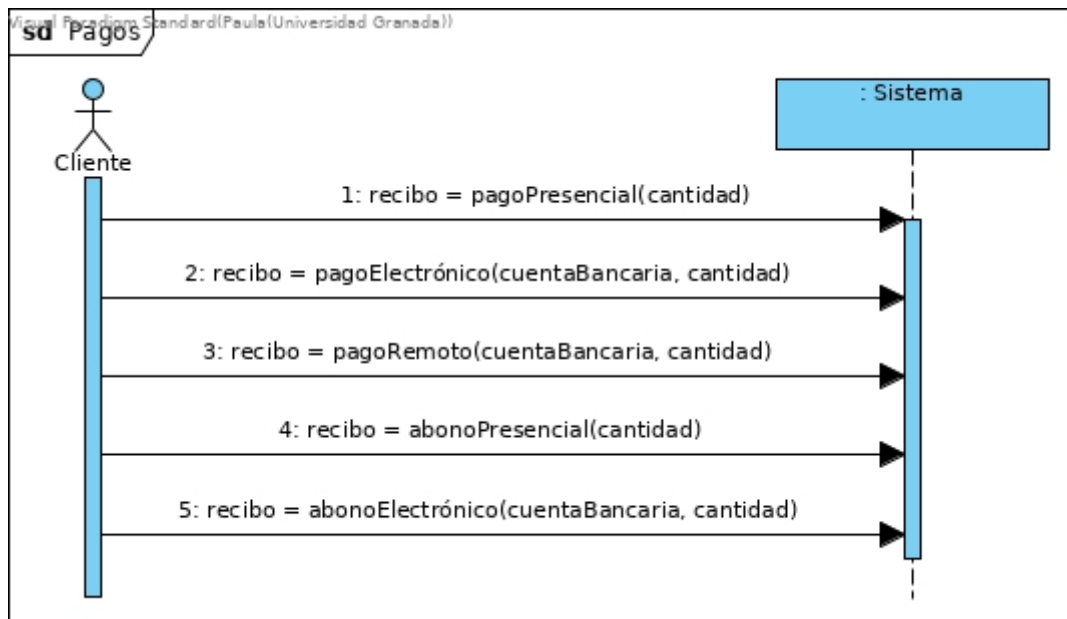 Visual Paradigm Standard(Paula(Universidad Granada))
sd Pagos
: Sistema
Cliente
1: recibo = pagoPresencial(cantidad)
2: recibo = pagoElectrónico(cuentaBancaria, cantidad)
3: recibo = pagoRemoto(cuentaBancaria, cantidad)
4: recibo = abonoPresencial(cantidad)
5: recibo = abonoElectrónico(cuentaBancaria, cantidad)